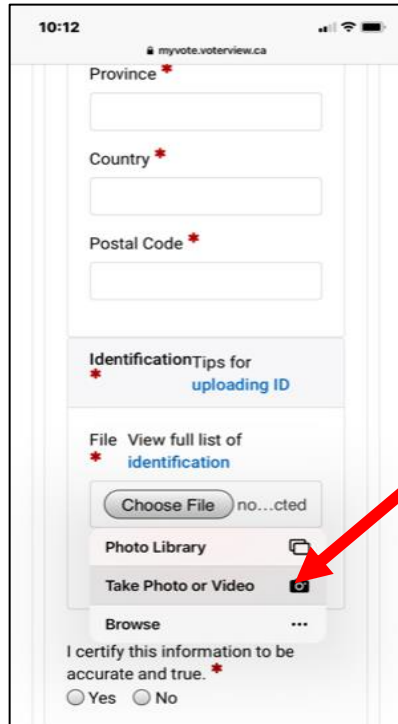 10:12
myvote.voterview.ca
Province *
Country *
Postal Code *
Identification Tips for
* uploading ID
File View full list of
* identification
Choose File no...cted
Photo Library
Take Photo or Video
Browse ...
I certify this information to be
accurate and true. *
Yes No